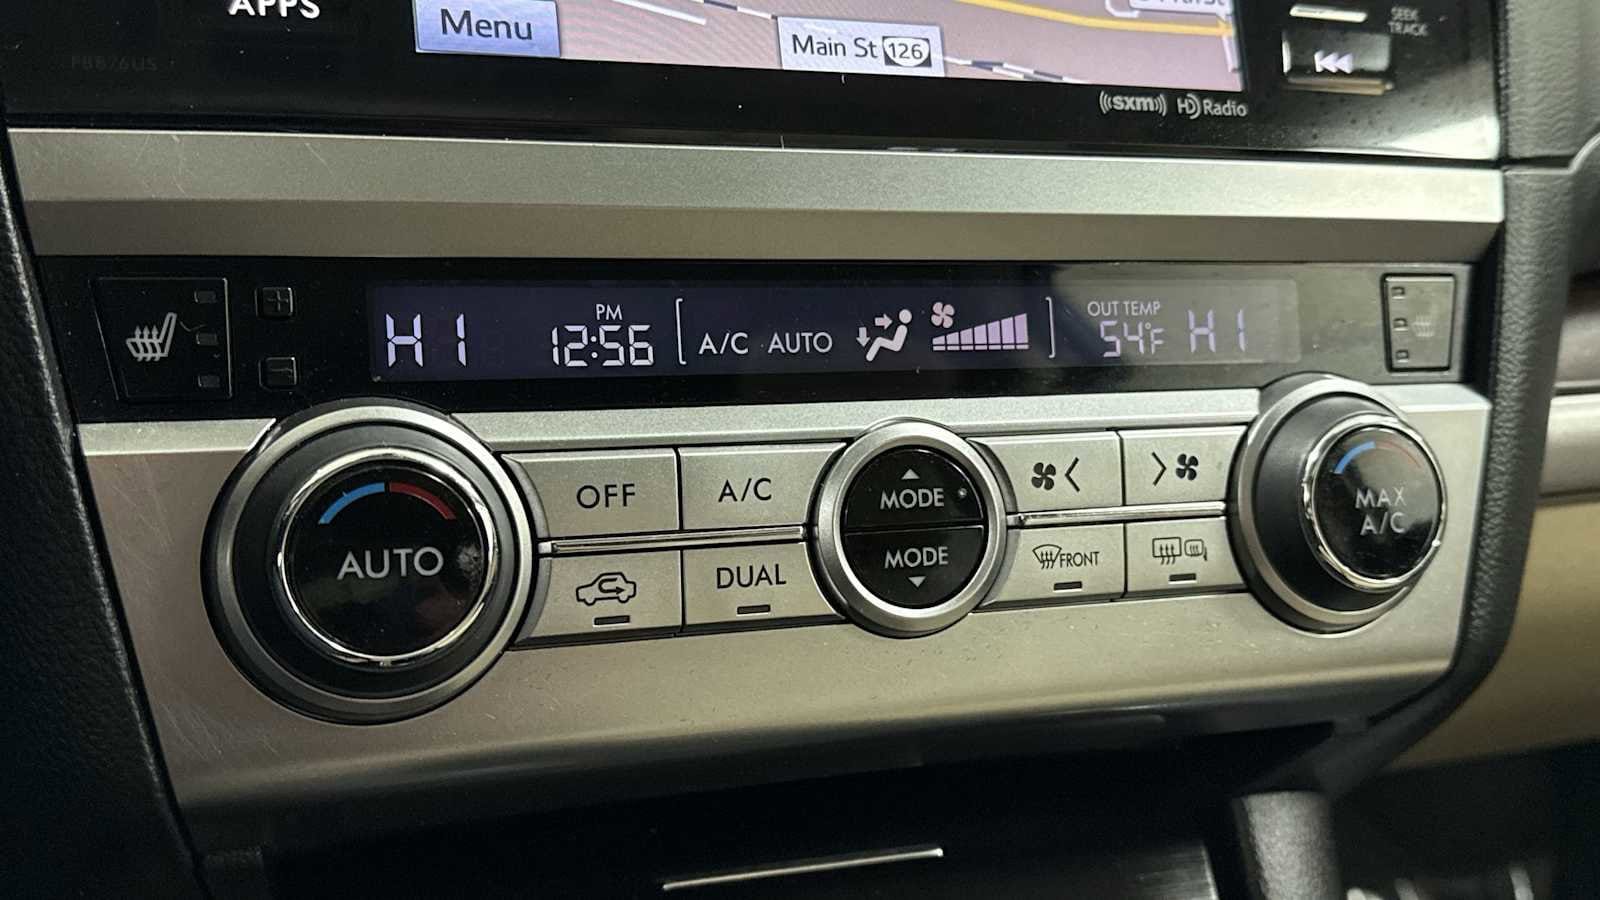 APPS
Menu
Main St 126
SEEK
TRACK
FB876US
((sxm)) HD Radio
HI PM 12:56 A/C AUTO OUT TEMP 54°F HI
OFF A/C
AUTO
DUAL
MODE
MODE
FRONT
MAX
A/C